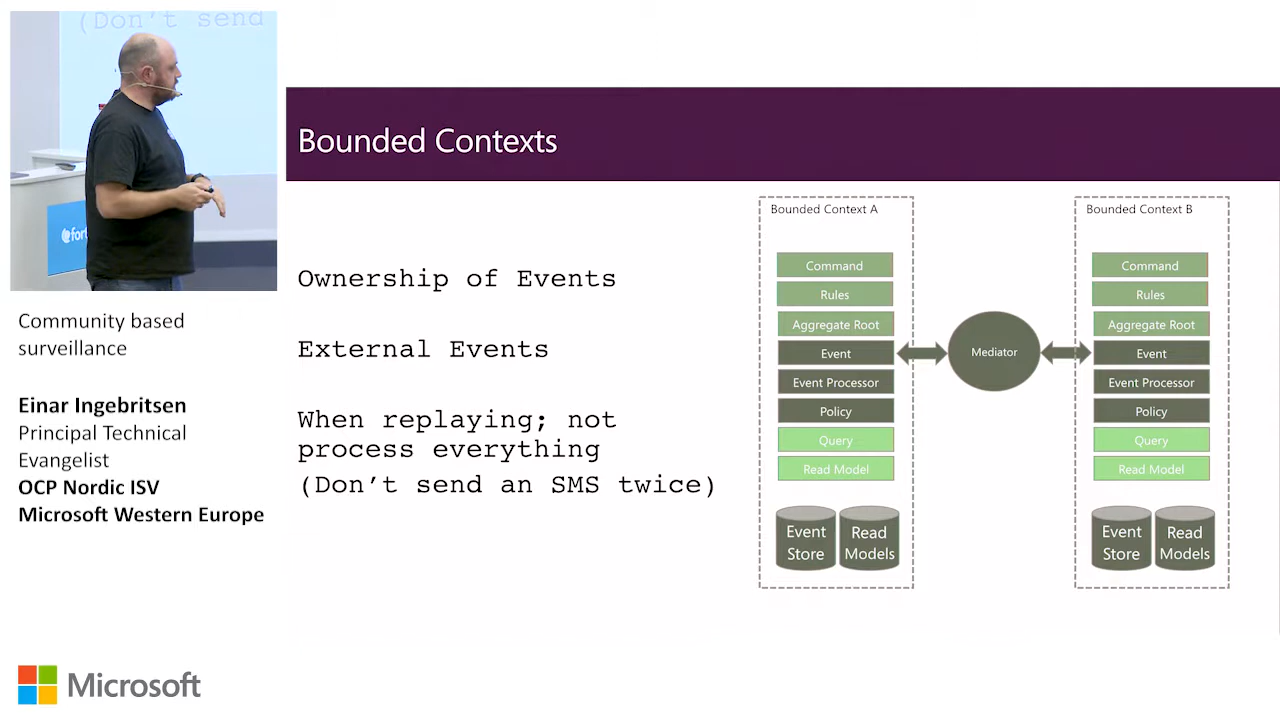 (Don't send
fort
Community based
surveillance
Einar Ingebritsen
Principal Technical
Evangelist
OCP Nordic ISV
Microsoft Western Europe
Microsoft
Bounded Contexts
Ownership of Events
External Events
When replaying; not
process everything
(Don't send an SMS twice)
Bounded Context A
Command
Rules
Aggregate Root
Event
Event Processor
Policy
Query
Read Model
Event
Store
Read
Models
Mediator
Bounded Context B
Command
Rules
Aggregate Root
Event
Event Processor
Policy
Query
Read Model
Event
Store
Read
Models